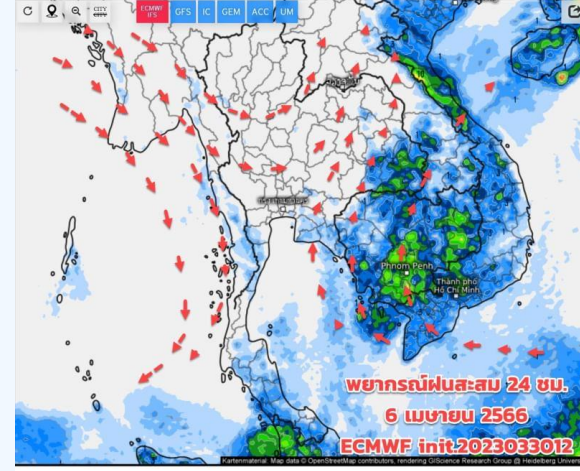 CITY
CITY
ECMWF
IFS
GFS
IC
GEM
ACC
UM
Phnom Penh
Thành phố
Hồ Chí Minh
พยากรณ์ฝนสะสม 24 ชม.
6 เมษายน 2566
ECMWF init.2023033012
Kartenmaterial: Map data © OpenStreetMap contributors, rendering GIScience Research Group @ Heidelberg